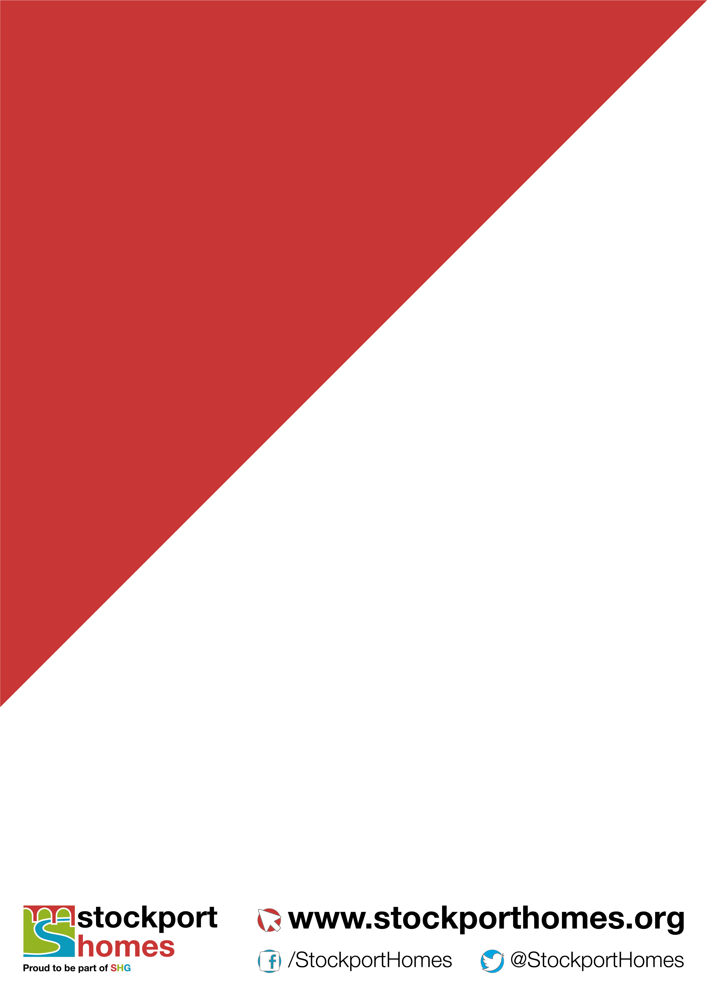 stockport
homes
Proud to be part of SHG
www.stockporthomes.org
/StockportHomes
@StockportHomes